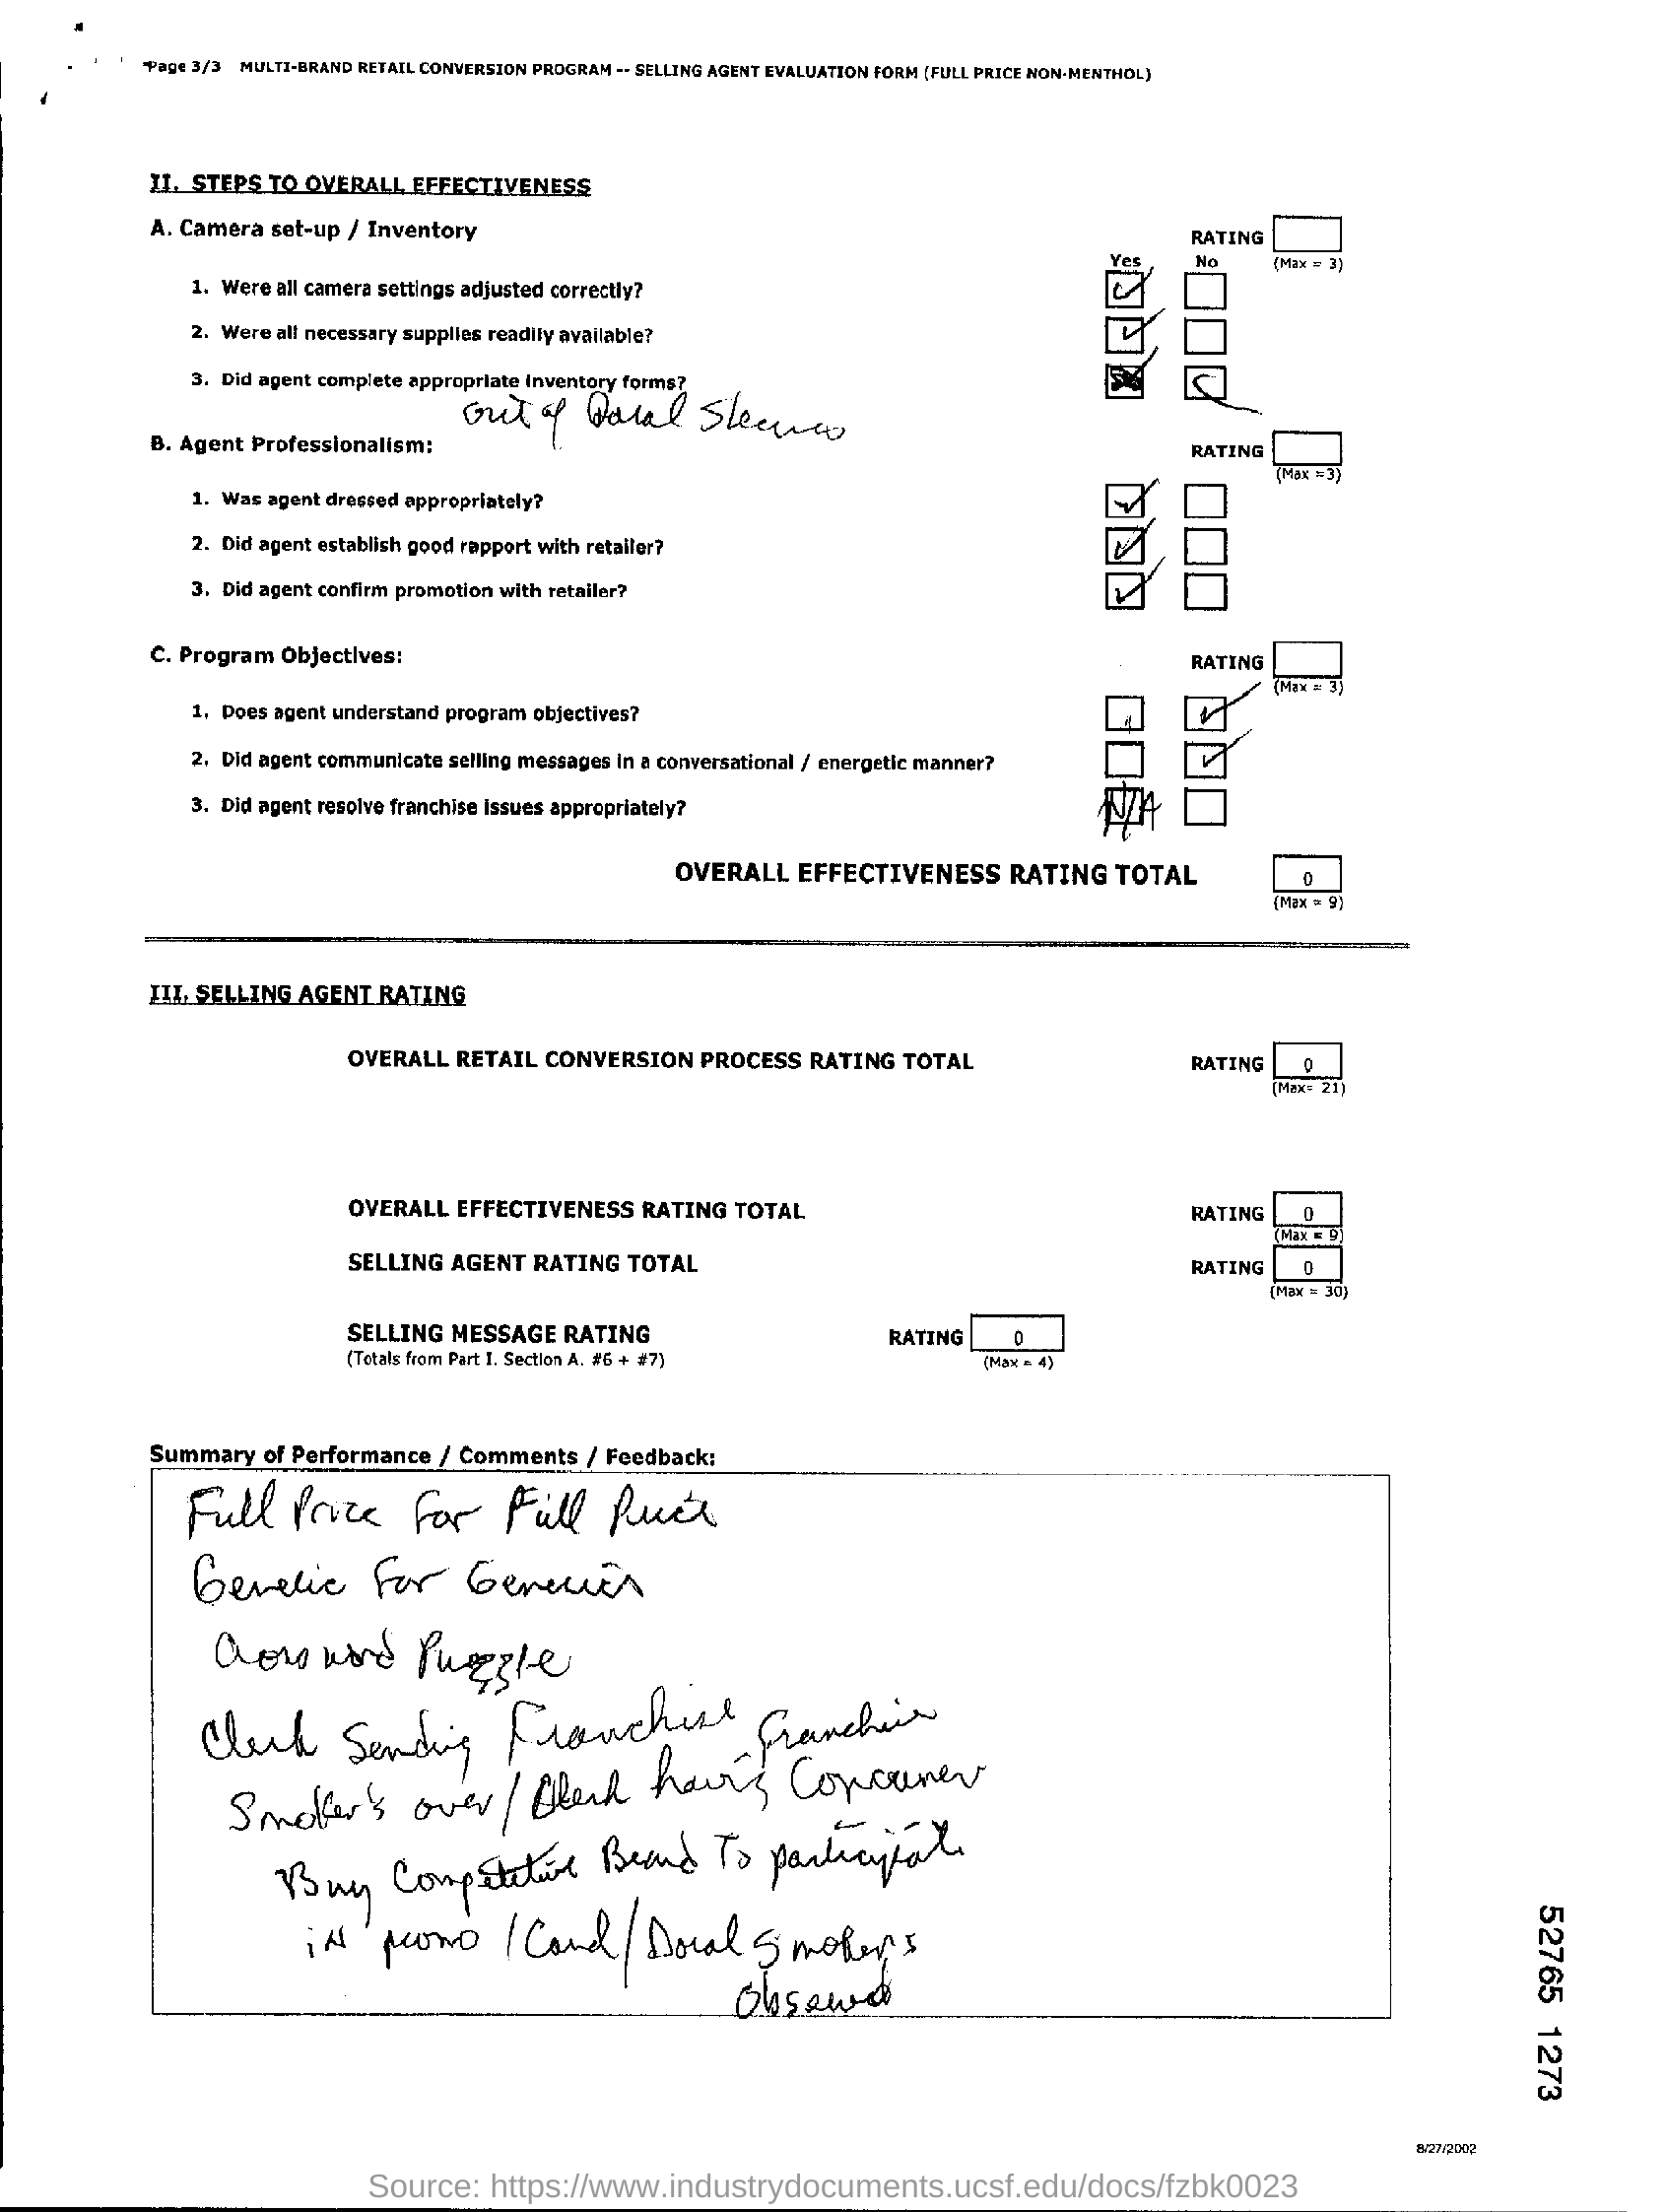 Page 3/3 MULTI-BRAND RETAIL CONVERSION PROGRAM -- SELLING AGENT EVALUATION FORM (FULL PRICE NON-MENTHOL)
II. STEPS TO OVERALL EFFECTIVENESS
A. Camera set-up / Inventory
RATING
Yes No (Max = 3)
1. Were all camera settings adjusted correctly?
2. Were all necessary supplies readily available?
3. Did agent complete appropriate inventory forms?
out of Doral
B. Agent Professionalism:
RATING
(Max =3)
1. Was agent dressed appropriately?
2. Did agent establish good rapport with retailer?
3. Did agent confirm promotion with retailer?
C. Program Objectives:
RATING
(Max = 3)
1. Does agent understand program objectives?
2. Did agent communicate selling messages in a conversational / energetic manner?
3. Did agent resolve franchise issues appropriately? N/A
OVERALL EFFECTIVENESS RATING TOTAL 0
(Max = 9)
III. SELLING AGENT RATING
OVERALL RETAIL CONVERSION PROCESS RATING TOTAL RATING 0
(Max= 21)
OVERALL EFFECTIVENESS RATING TOTAL RATING 0
(Max = 9)
SELLING AGENT RATING TOTAL RATING 0
(Max = 30)
SELLING MESSAGE RATING RATING 0
(Totals from Part I. Section A. #6 + #7) (Max = 4)
Summary of Performance / Comments / Feedback:
Full Price For Full Price
Generic For Generics
Crossword Puzzle
Clerk Sending Franchise Franchise
Smoker's over / Clerk having Consumer
Buy Competitive Brand To participate
in promo / Camel / Doral Smokers
Observed
52765 1273
8/27/2002
Source: https://www.industrydocuments.ucsf.edu/docs/fzbk0023